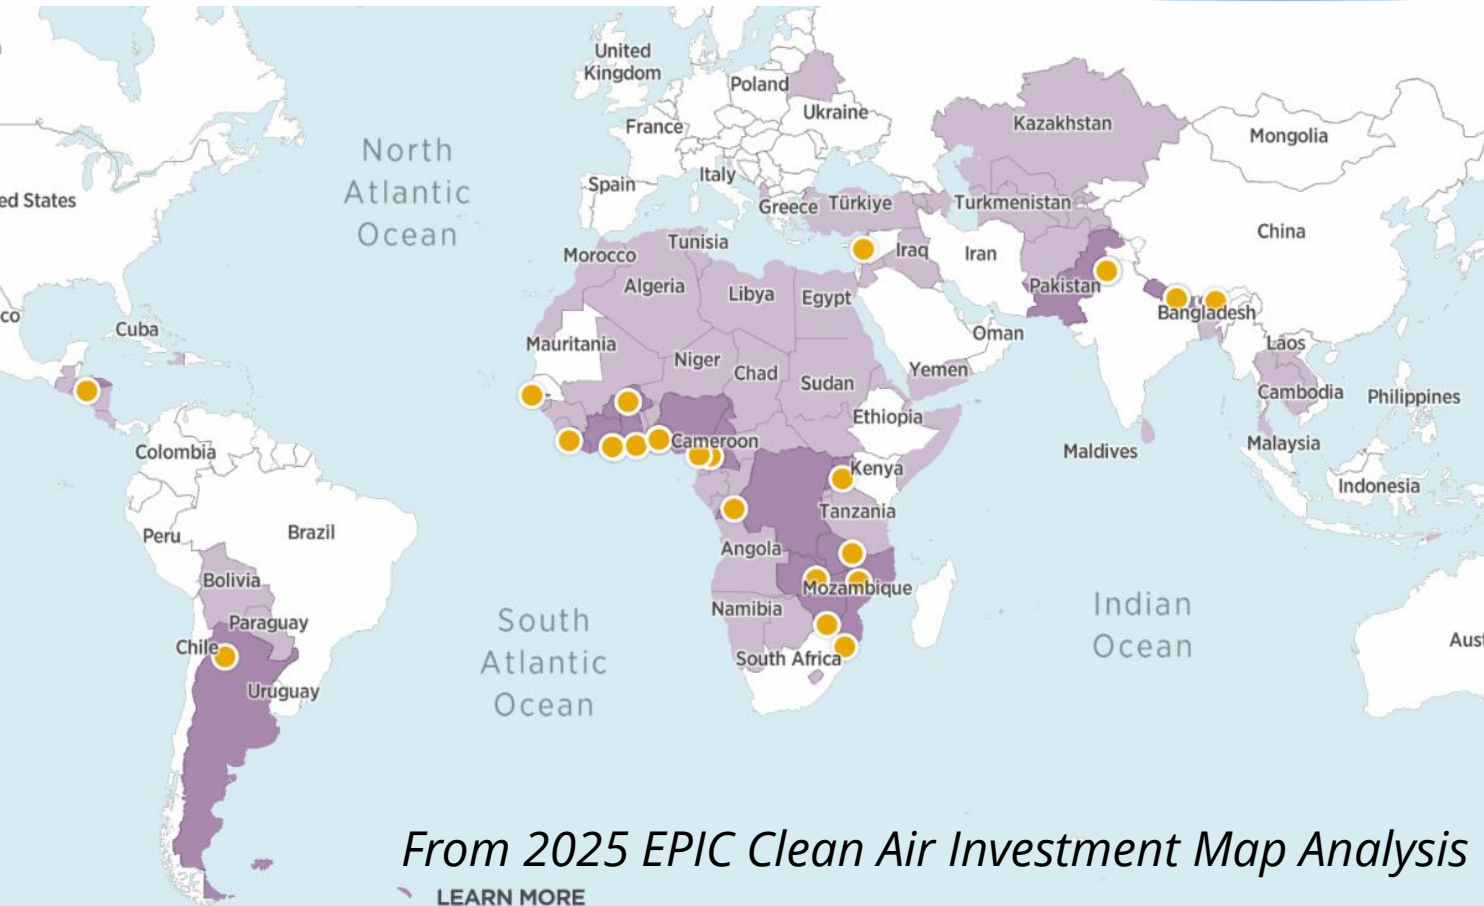 United
Kingdom
Poland
Ukraine
Kazakhstan
Mongolia
France
North
Atlantic
Ocean
Italy
Spain
Greece
Türkiye
Turkmenistan
ed States
China
Tunisia
Morocco
Iraq
Iran
Algeria
Libya
Egypt
Pakistan
co
Cuba
Bangladesh
Oman
Mauritania
Laos
Niger
Chad
Sudan
Yemen
Cambodia
Philippines
Ethiopia
Cameroon
Colombia
Maldives
Malaysia
Kenya
Indonesia
Tanzania
Peru
Brazil
Angola
Bolivia
Mozambique
Namibia
Indian
Ocean
South
Atlantic
Ocean
Paraguay
Chile
South Africa
Aust
Uruguay
From 2025 EPIC Clean Air Investment Map Analysis
LEARN MORE